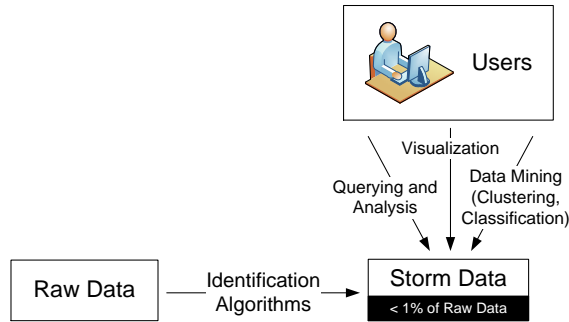 Users
Visualization
Querying and
Analysis
Data Mining
(Clustering,
Classification)
Raw Data
Identification
Algorithms
Storm Data
< 1% of Raw Data